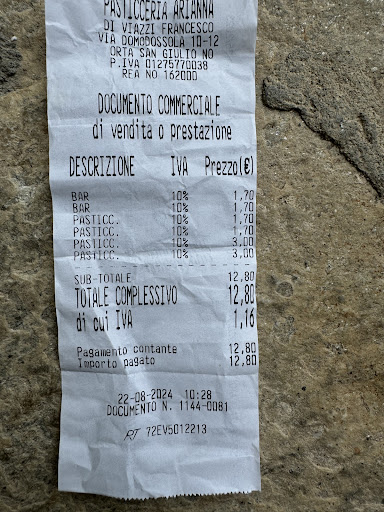 PASTICCERIA ARIANNA
DI VIAZZI FRANCESCO
VIA DOMODOSSOLA 10-12
ORTA SAN GIULIO NO
P.IVA 01275770038
REA NO 162000
DOCUMENTO COMMERCIALE
di vendita o prestazione
DESCRIZIONE IVA Prezzo(€)
BAR 10% 1,70
BAR 10% 1,70
PASTICC. 10% 1,70
PASTICC. 10% 1,70
PASTICC. 10% 3,00
PASTICC. 10% 3,00
SUB-TOTALE 12,80
TOTALE COMPLESSIVO 12,80
di cui IVA 1,16
Pagamento contante 12,80
Importo pagato 12,80
22-08-2024 10:28
DOCUMENTO N. 1144-0081
RT 72EV5012213